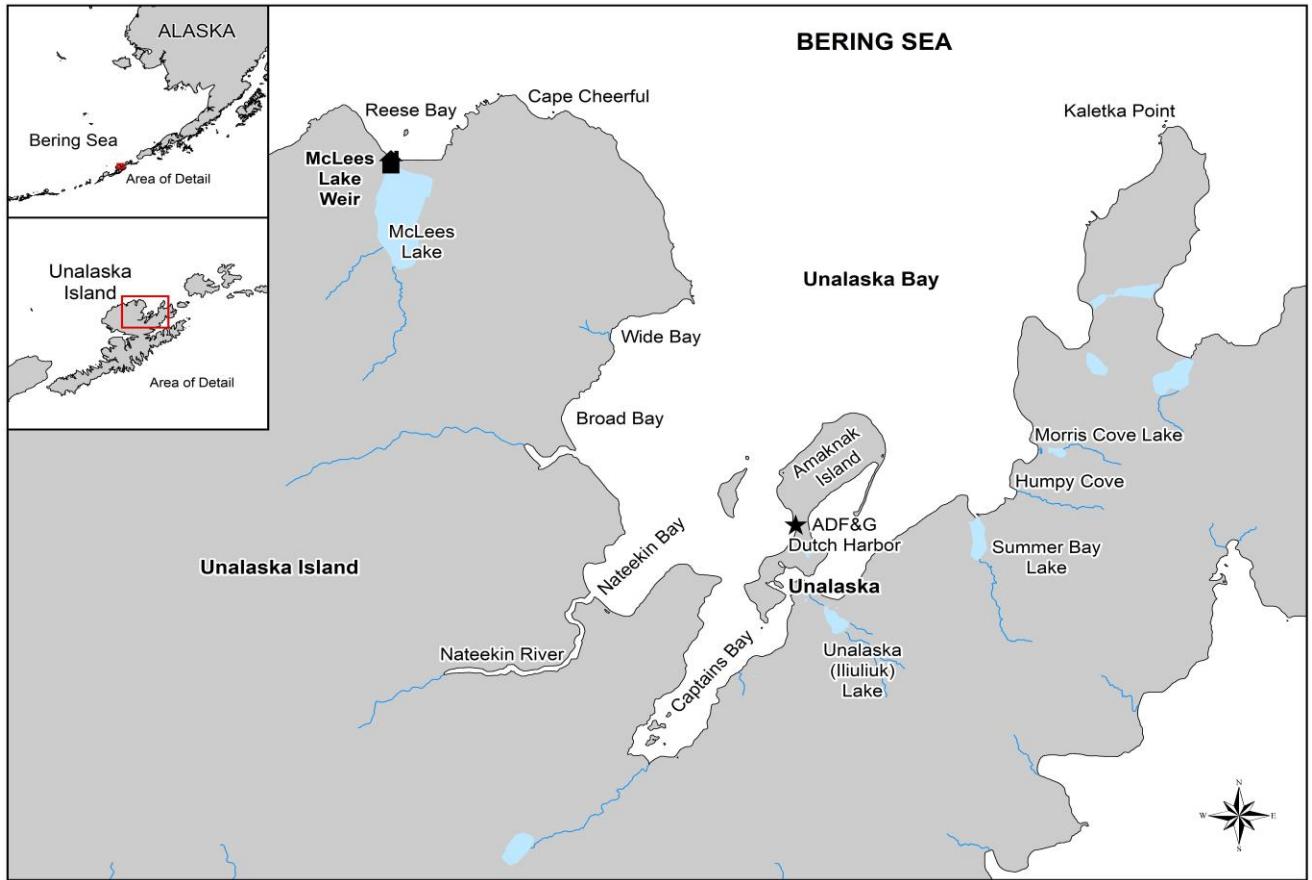 ALASKA
Bering Sea
Area of Detail
Unalaska
Island
Area of Detail
BERING SEA
Reese Bay
Cape Cheerful
Kaletka Point
McLees
Lake
Weir
McLees
Lake
Unalaska Bay
Wide Bay
Broad Bay
Amaknak
Island
Morris Cove Lake
Humpy Cove
ADF&G
Dutch Harbor
Summer Bay
Lake
Unalaska Island
Nateekin Bay
Unalaska
Nateekin River
Captains Bay
Unalaska
(Iliuliuk)
Lake
N
W
E
S